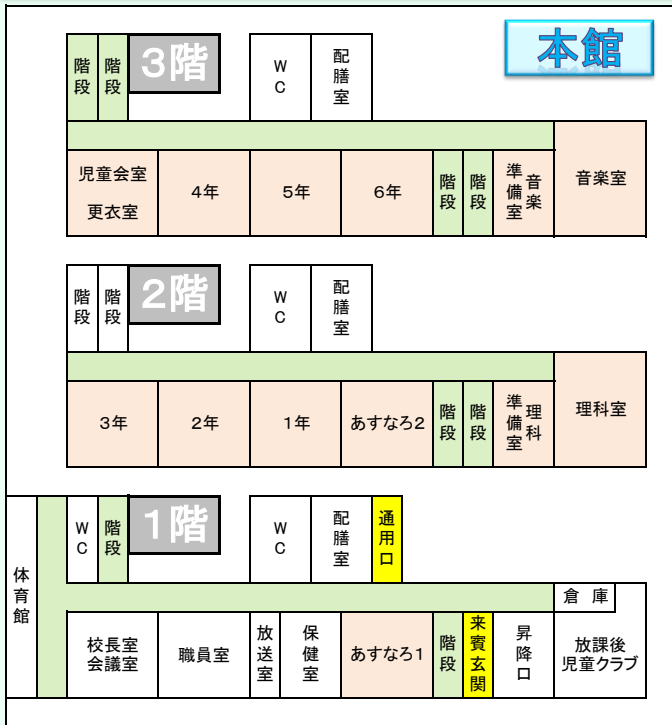 本館
階段
階段
3階
WC
配膳室
児童会室
更衣室
4年
5年
6年
階段
階段
音楽
準備室
音楽室
階段
階段
2階
WC
配膳室
3年
2年
1年
あすなろ2
階段
階段
理科
準備室
理科室
体育館
WC
階段
1階
WC
配膳室
通用口
倉庫
校長室
会議室
職員室
放送室
保健室
あすなろ1
階段
来賓玄関
昇降口
放課後
児童クラブ